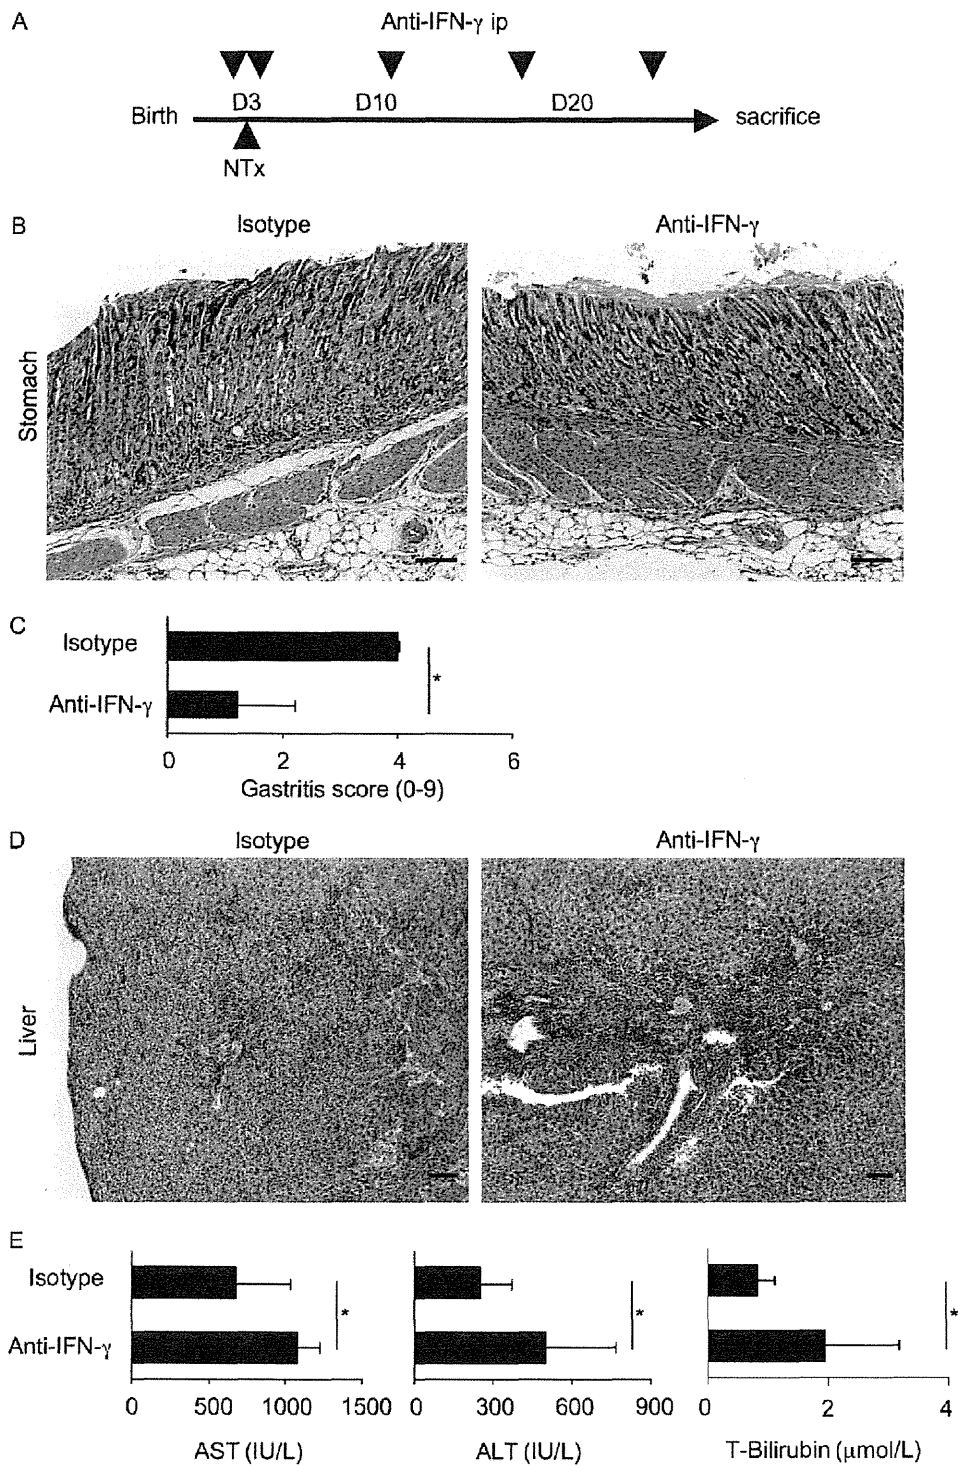 A
Anti-IFN-γ ip
D3 D10 D20
Birth sacrifice
NTx
B
Isotype Anti-IFN-γ
Stomach
C
Isotype
*
Anti-IFN-γ
0 2 4 6
Gastritis score (0-9)
D
Isotype Anti-IFN-γ
Liver
E
Isotype
* * *
Anti-IFN-γ
0 500 1000 1500 0 300 600 900 0 2 4
AST (IU/L) ALT (IU/L) T-Bilirubin (μmol/L)